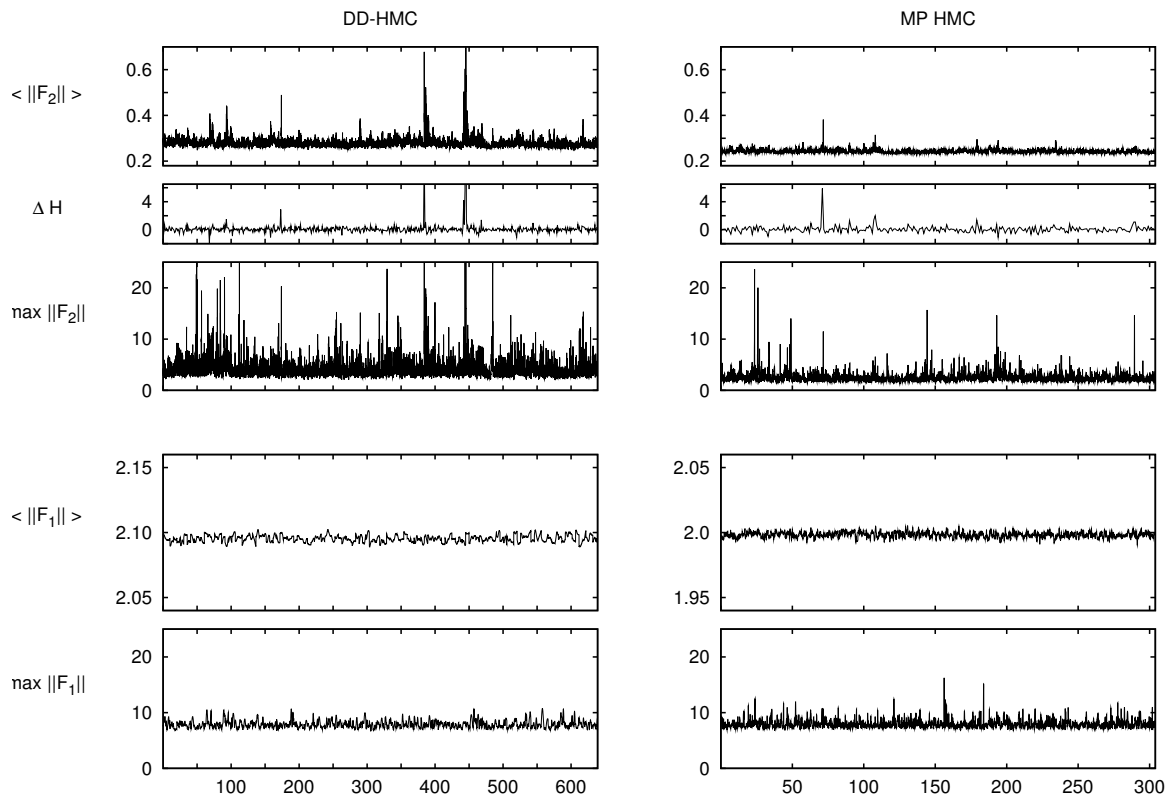 DD-HMC MP HMC
< ||F2|| > 0.6 0.6
0.4 0.4
0.2 0.2
Δ H 4 4
0 0
max ||F2|| 20 20
10 10
0 0
< ||F1|| > 2.15 2.05
2.10 2.0
2.05 1.95
max ||F1|| 20 20
10 10
0 0
100 200 300 400 500 600 50 100 150 200 250 300